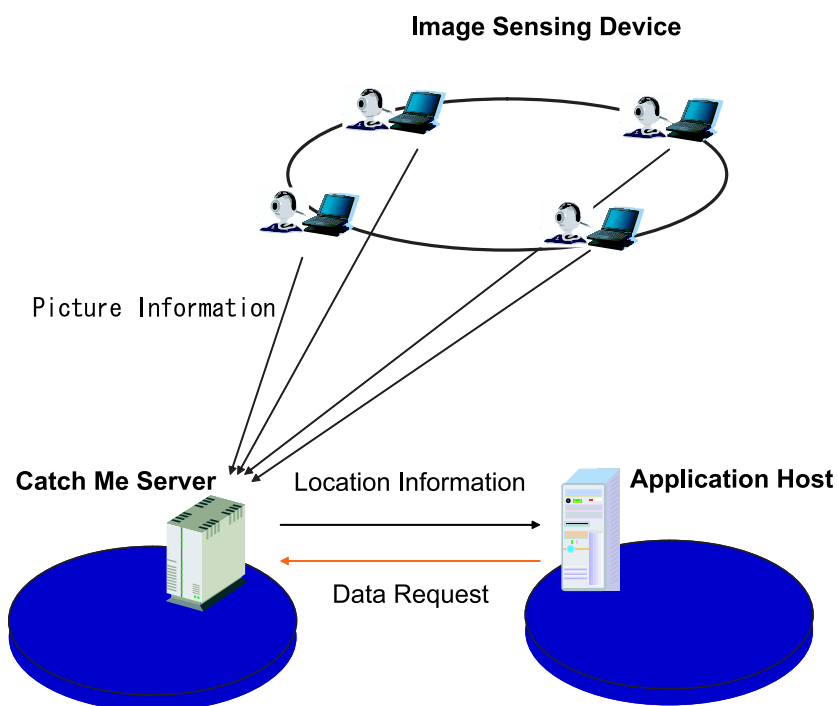 Image Sensing Device
Picture Information
Catch Me Server
Location Information
Application Host
Data Request